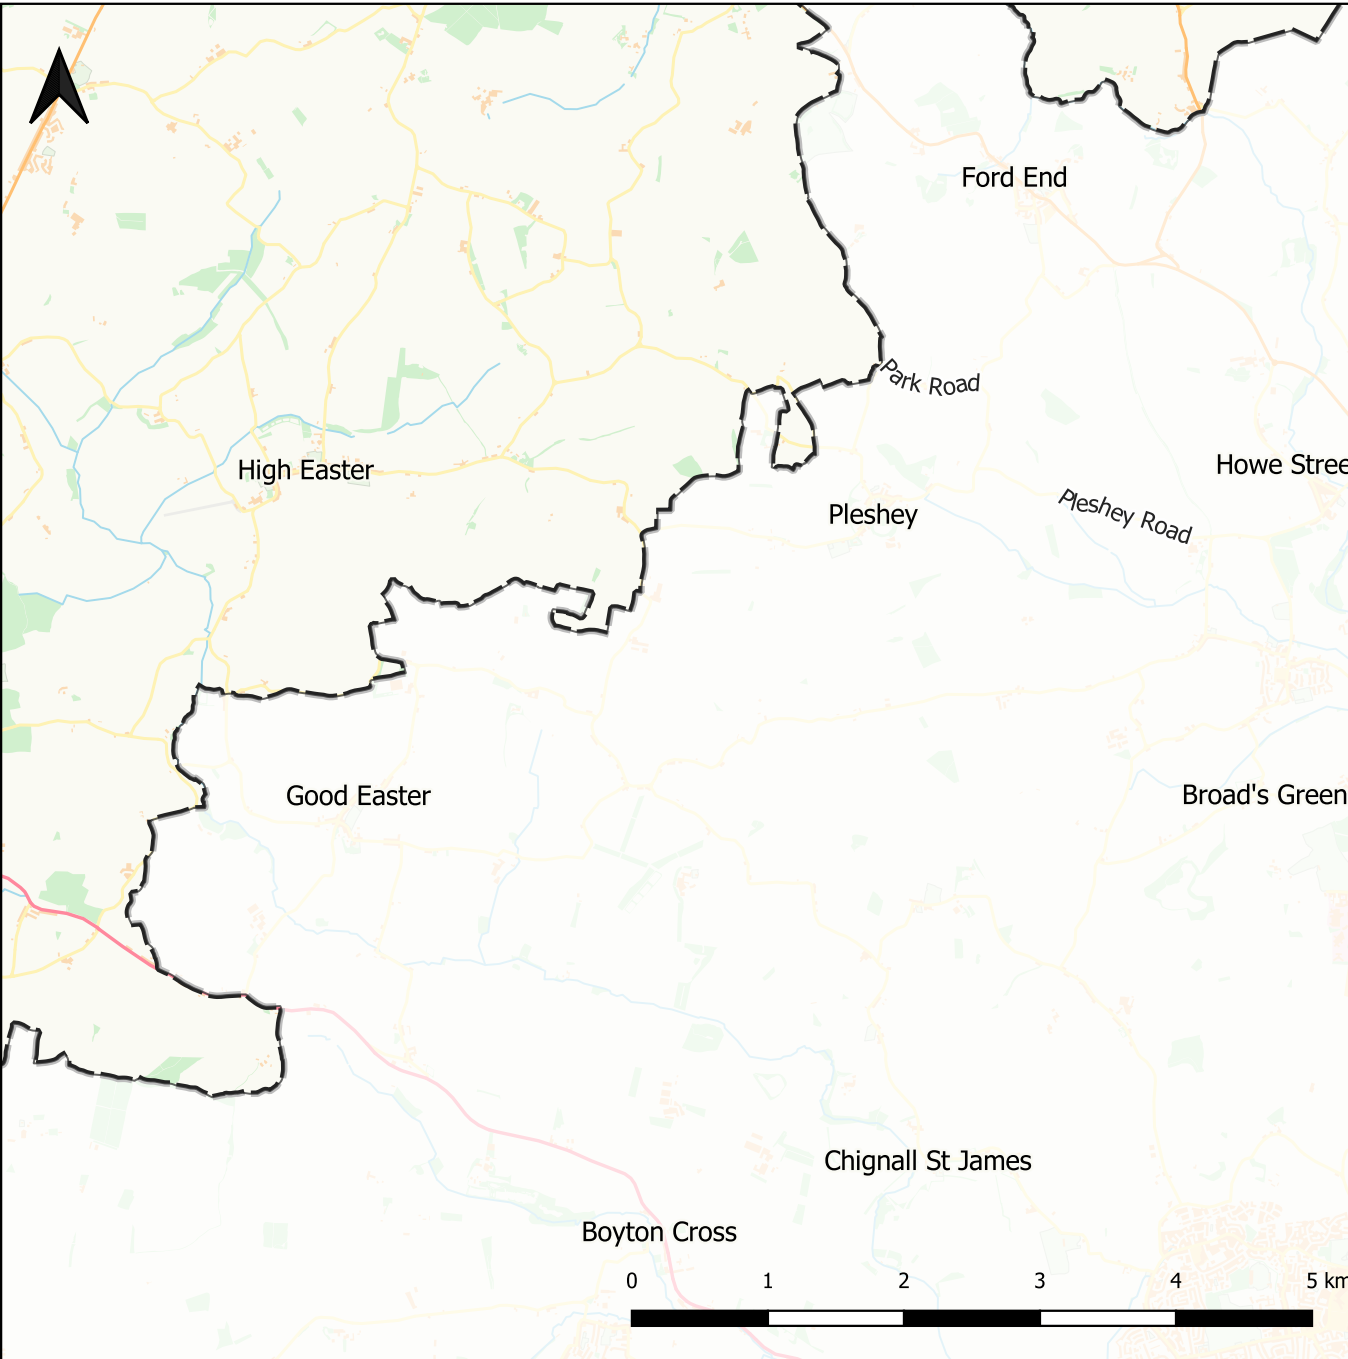 Ford End
Park Road
High Easter
Howe Stree
Pleshey
Pleshey Road
Good Easter
Broad's Green
Chignall St James
Boyton Cross
0 1 2 3 4 5 km